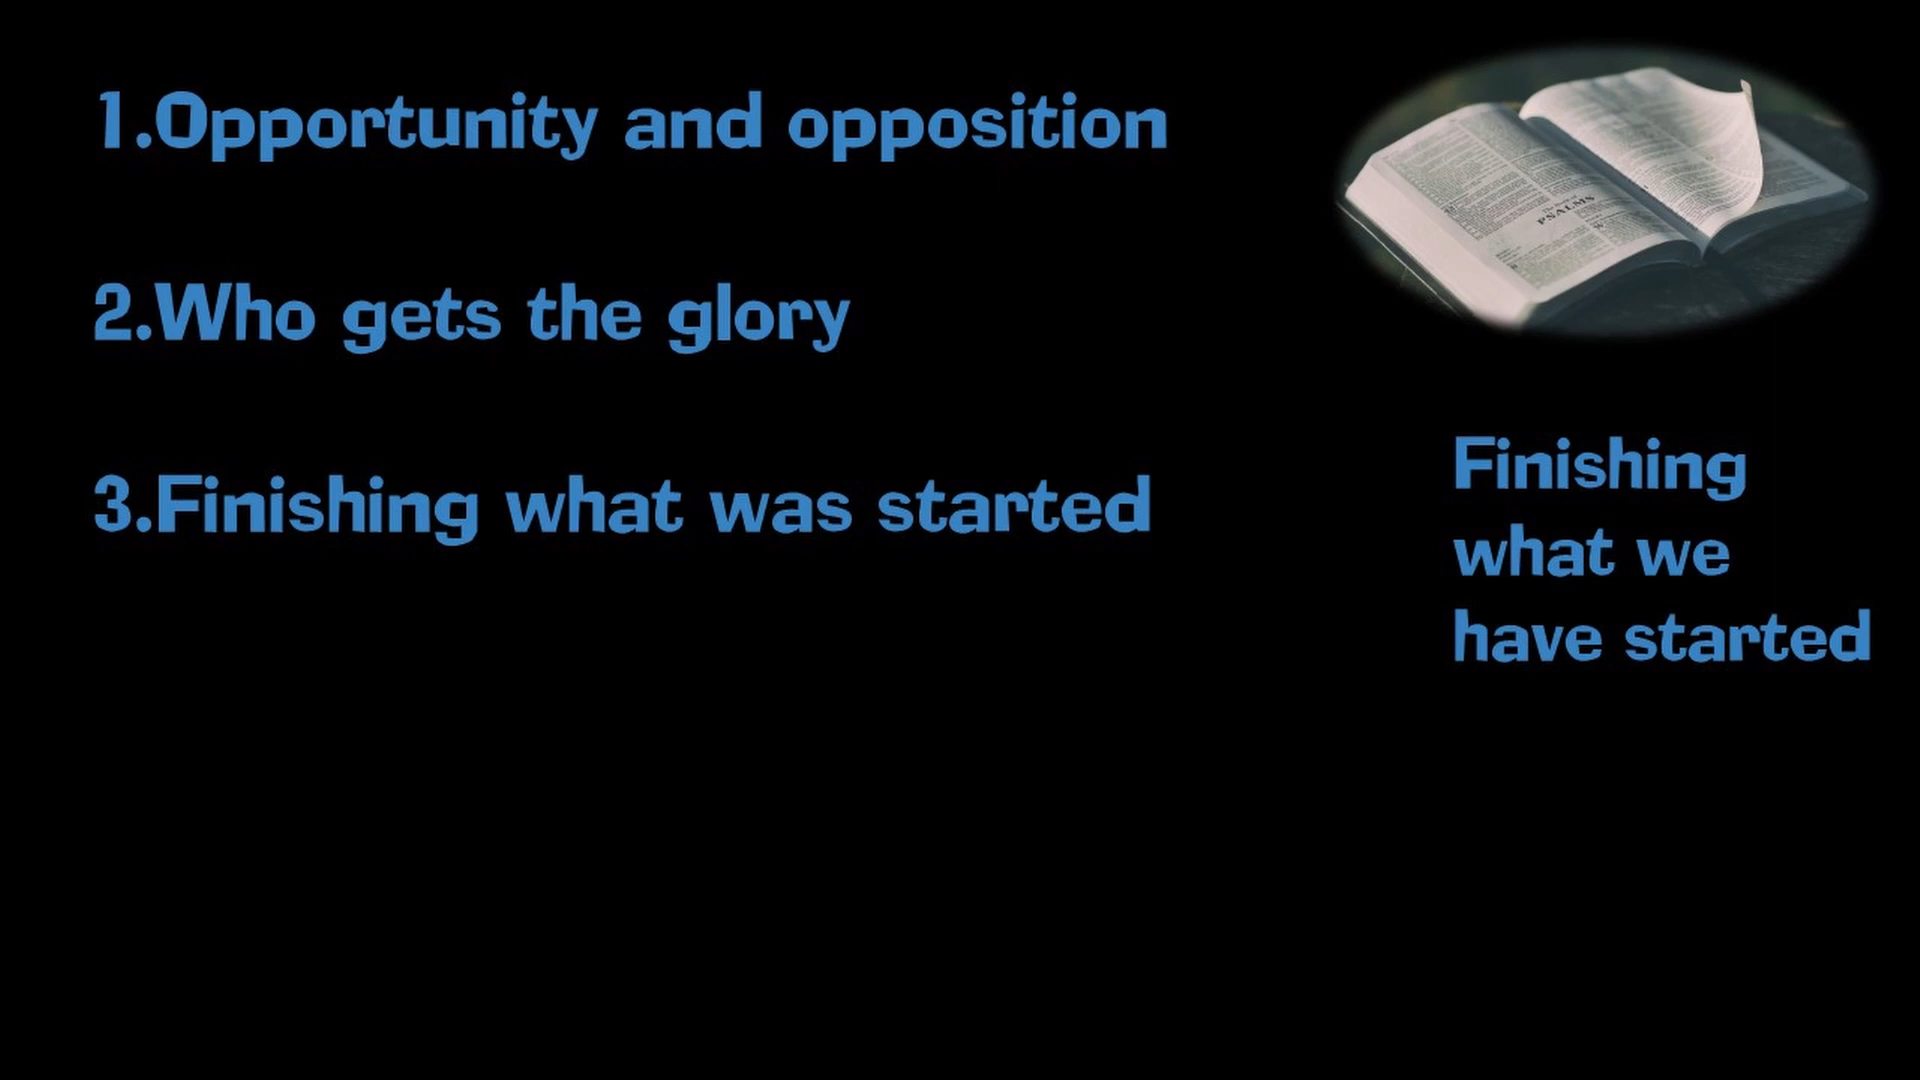 1.Opportunity and opposition
2.Who gets the glory
3.Finishing what was started
PSALMS
Finishing
what we
have started